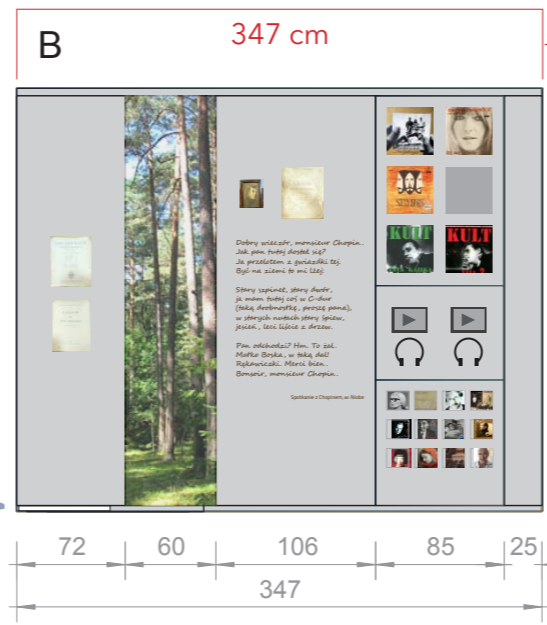 B
347 cm
Dobry wieczór, monsieur Chopin..
Jak pan tutaj dostał się?
Ja przelotem z gwiazdki tej.
Być na ziemi to mi lżej:
Stary szpinet, stary dwór,
ja mam tutaj coś w C-dur
(taką drobnostkę, proszę pana),
w starych nutach stary śpiew,
jesień, leci liście z drzew.
Pan odchodzi? Hm. To żal..
Matko Boska, w taką dal!
Rękawiczki. Merci bien..
Bonsoir, monsieur Chopin..
Spotkanie z Chopinem, w. Niobe
KULT
KULT
72
60
106
85
25
347